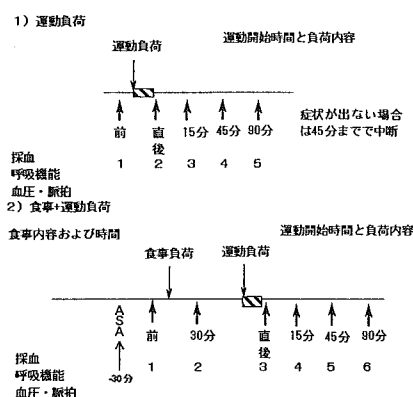 1）運動負荷
運動負荷
運動開始時間と負荷内容
前 直後 15分 45分 90分
症状が出ない場合
は45分までで中断
採血 1 2 3 4 5
呼吸機能
血圧・脈拍
2）食事+運動負荷
運動開始時間と負荷内容
食事内容および時間
食事負荷 運動負荷
ASA 前 30分 直後 15分 45分 90分
採血 1 2 3 4 5 6
呼吸機能 -30分
血圧・脈拍